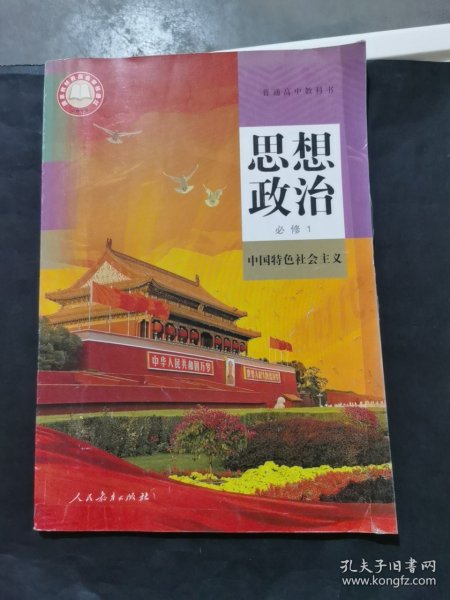 普通高中教科书
思想
政治
必修1
中国特色社会主义
中华人民共和国万岁
世界人民大团结万岁
人民教育出版社
孔夫子旧书网
www.kongfz.com